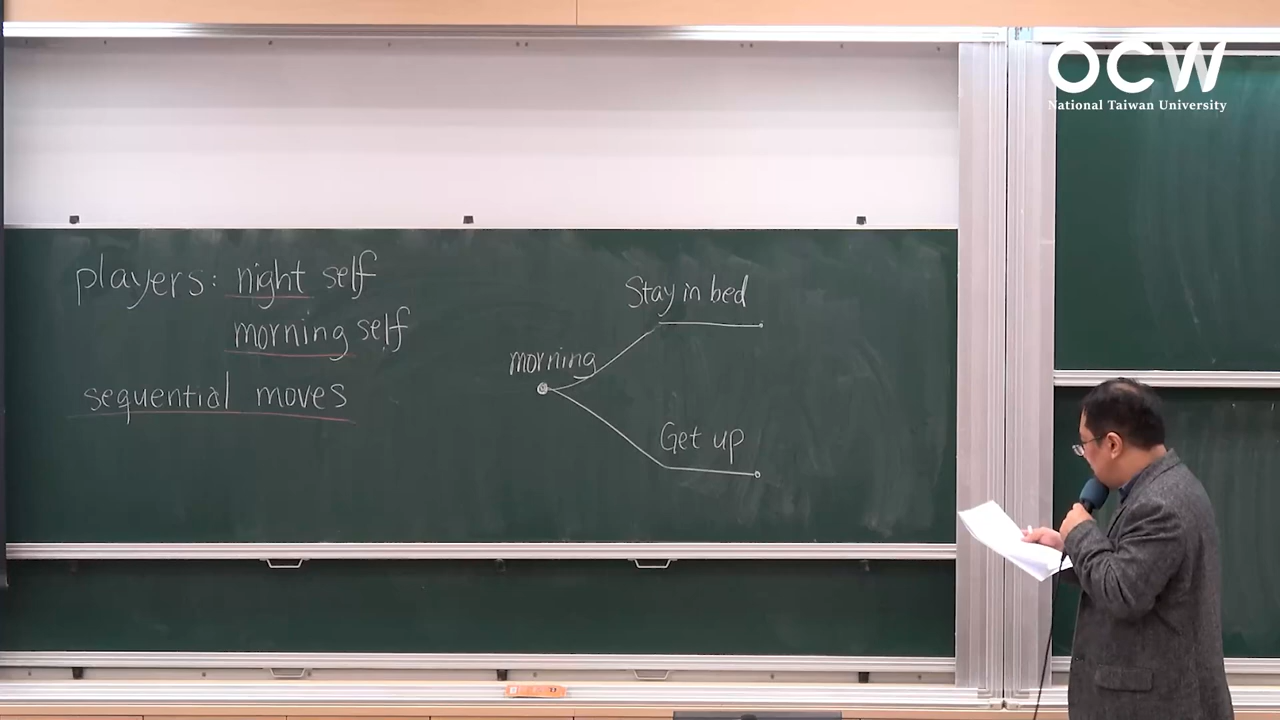 OCW
National Taiwan University
players: night self
morning self
sequential moves
morning
Stay in bed
Get up